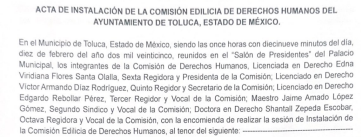 ACTA DE INSTALACIÓN DE LA COMISIÓN EDILICIA DE DERECHOS HUMANOS DEL
AYUNTAMIENTO DE TOLUCA, ESTADO DE MÉXICO.
En el Municipio de Toluca, Estado de México, siendo las once horas con diecinueve minutos del día,
diez de febrero del año dos mil veinticinco, reunidos en el "Salón de Presidentes" del Palacio
Municipal, los integrantes de la Comisión de Derechos Humanos, Licenciada en Derecho Edna
Viridiana Flores Santa Olalla, Sexta Regidora y Presidenta de la Comisión; Licenciado en Derecho
Víctor Armando Díaz Rodríguez, Quinto Regidor y Secretario de la Comisión; Licenciado en Derecho
Edgardo Rebollar Pérez, Tercer Regidor y Vocal de la Comisión; Maestro Jaime Amado López
Gómez, Segundo Síndico y Vocal de la Comisión; Doctora en Derecho Shantall Zepeda Escobar,
Octava Regidora y Vocal de la Comisión, con la encomienda de realizar la sesión de Instalación de
la Comisión Edilicia de Derechos Humanos, al tenor del siguiente: --------------------------------